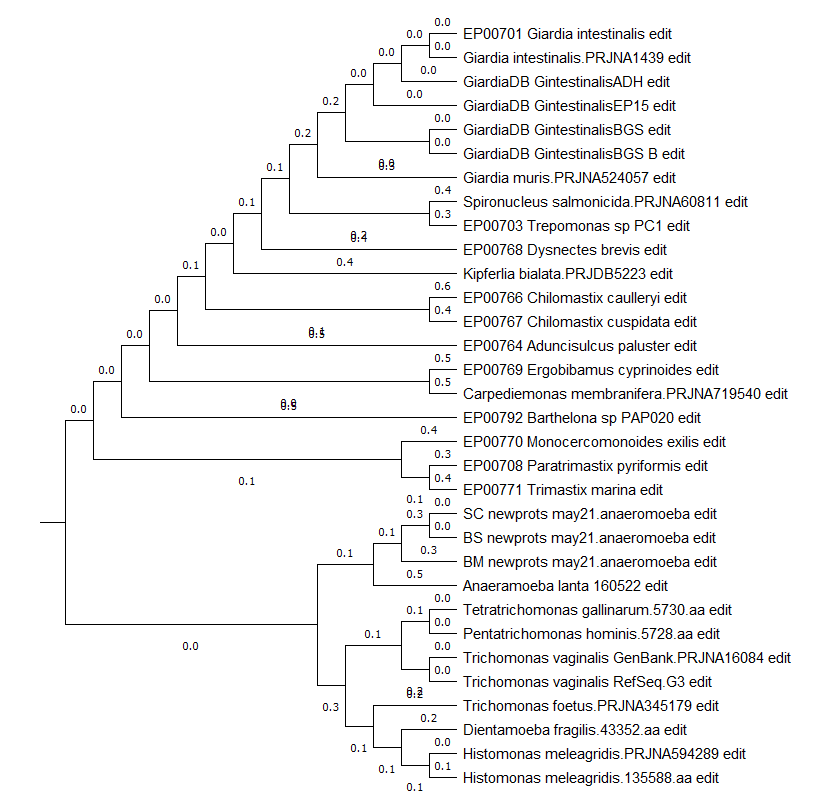 0.0
EP00701 Giardia intestinalis edit
0.0
0.0
Giardia intestinalis.PRJNA1439 edit
0.0
0.0
GiardiaDB GintestinalisADH edit
0.0
0.0
GiardiaDB GintestinalisEP15 edit
0.2
0.0
GiardiaDB GintestinalisBGS edit
0.2
0.0
GiardiaDB GintestinalisBGS B edit
0.1
Giardia muris.PRJNA524057 edit
0.4
0.1
Spironucleus salmonicida.PRJNA60811 edit
0.3
EP00703 Trepomonas sp PC1 edit
0.0
EP00768 Dysnectes brevis edit
0.1
0.4
Kipferlia bialata.PRJDB5223 edit
0.6
0.0
EP00766 Chilomastix caulleryi edit
0.4
EP00767 Chilomastix cuspidata edit
0.0
EP00764 Aduncisulcus paluster edit
0.5
0.0
EP00769 Ergobibamus cyprinoides edit
0.5
Carpediemonas membranifera.PRJNA719540 edit
0.0
EP00792 Barthelona sp PAP020 edit
0.4
EP00770 Monocercomonoides exilis edit
0.3
EP00708 Paratrimastix pyriformis edit
0.1
0.4
EP00771 Trimastix marina edit
0.1
0.0
0.3
SC newprots may21.anaeromoeba edit
0.0
0.1
BS newprots may21.anaeromoeba edit
0.1
0.3
BM newprots may21.anaeromoeba edit
0.5
Anaeramoeba lanta 160522 edit
0.0
0.1
Tetratrichomonas gallinarum.5730.aa edit
0.0
0.1
Pentatrichomonas hominis.5728.aa edit
0.0
0.0
Trichomonas vaginalis GenBank.PRJNA16084 edit
0.0
Trichomonas vaginalis RefSeq.G3 edit
0.3
Trichomonas foetus.PRJNA345179 edit
0.2
Dientamoeba fragilis.43352.aa edit
0.1
0.0
Histomonas meleagridis.PRJNA594289 edit
0.1
0.1
Histomonas meleagridis.135588.aa edit
0.1